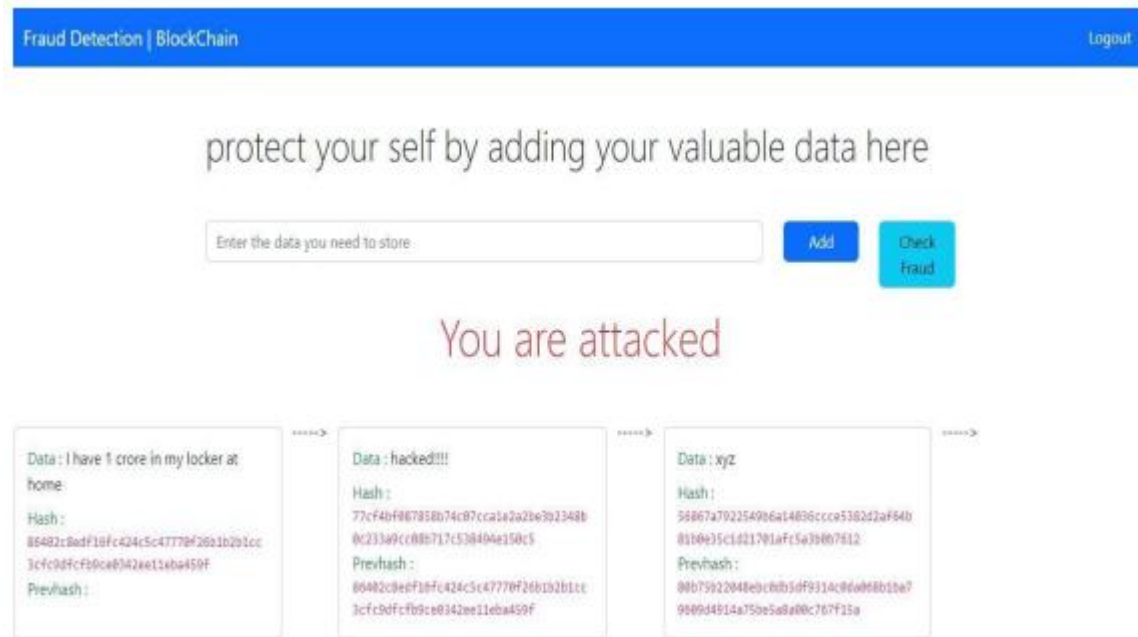 Fraud Detection | BlockChain
Logout
protect your self by adding your valuable data here
Enter the data you need to store
Add
Check
Fraud
You are attacked
----->
----->
----->
Data : I have 1 crore in my locker at
home
Hash :
Prevhash :
Data : hacked!!!!
Hash :
Prevhash :
Data : xyz
Hash :
Prevhash :